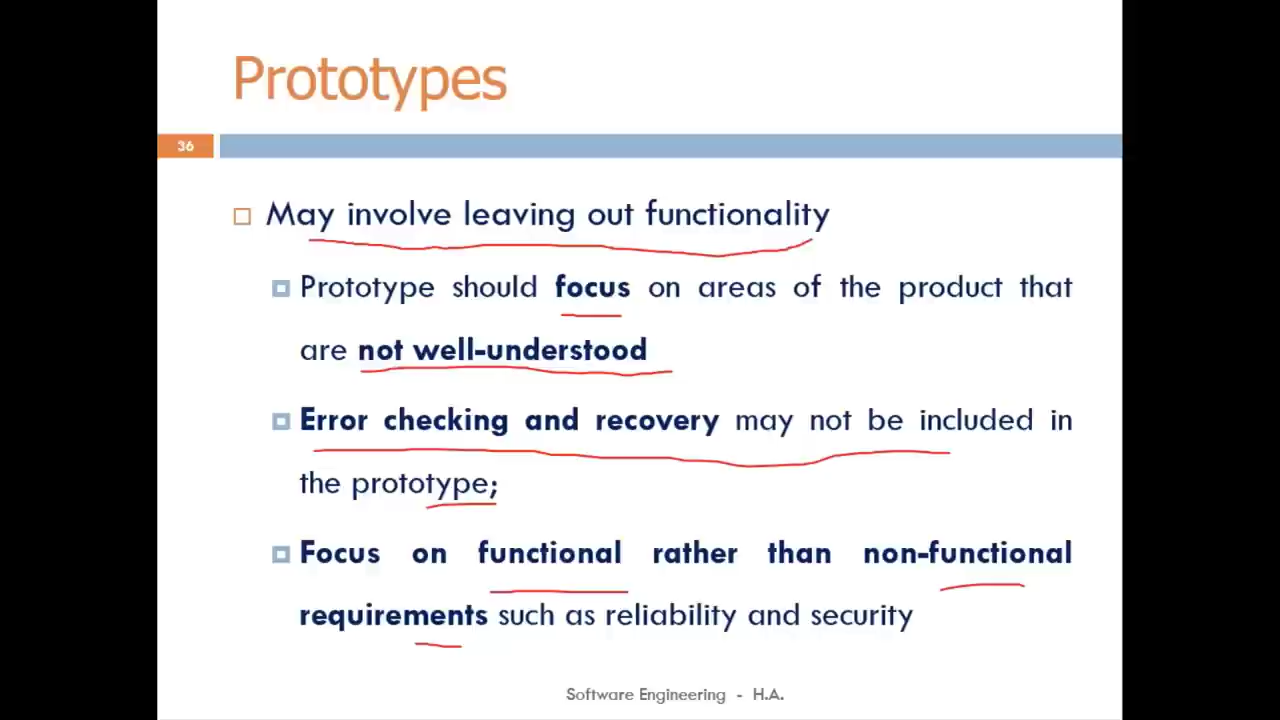 Prototypes
36
May involve leaving out functionality
Prototype should focus on areas of the product that
are not well-understood
Error checking and recovery may not be included in
the prototype;
Focus on functional rather than non-functional
requirements such as reliability and security
Software Engineering - H.A.